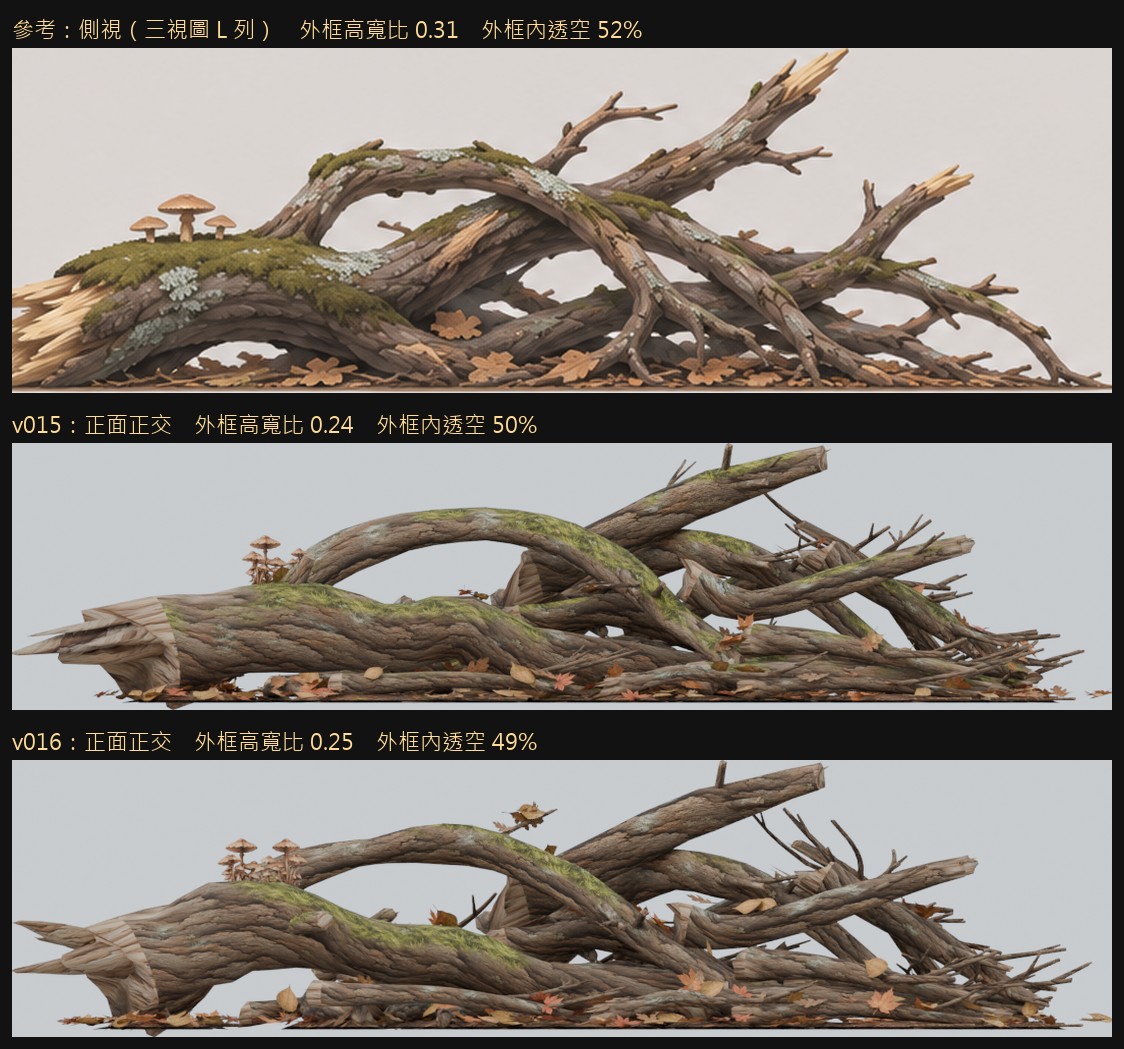 參考：側視（三視圖 L 列）　外框高寬比 0.31　外框內透空 52%
v015：正面正交　外框高寬比 0.24　外框內透空 50%
v016：正面正交　外框高寬比 0.25　外框內透空 49%